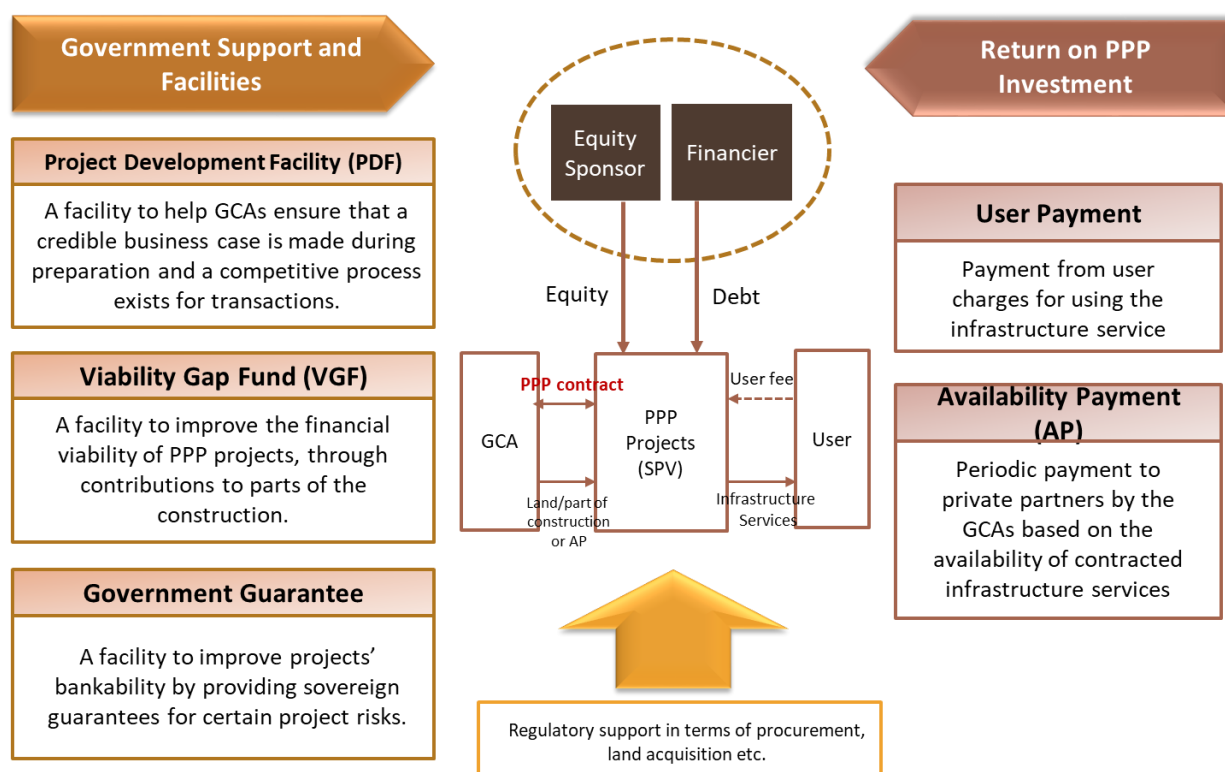 Government Support and
Facilities
Project Development Facility (PDF)
A facility to help GCAs ensure that a
credible business case is made during
preparation and a competitive process
exists for transactions.
Viability Gap Fund (VGF)
A facility to improve the financial
viability of PPP projects, through
contributions to parts of the
construction.
Government Guarantee
A facility to improve projects’
bankability by providing sovereign
guarantees for certain project risks.
Equity
Sponsor
Financier
Equity
Debt
GCA
PPP contract
Land/part of
construction
or AP
PPP
Projects
(SPV)
User fee
Infrastructure
Services
User
Regulatory support in terms of procurement,
land acquisition etc.
Return on PPP
Investment
User Payment
Payment from user
charges for using the
infrastructure service
Availability Payment
(AP)
Periodic payment to
private partners by the
GCAs based on the
availability of contracted
infrastructure services